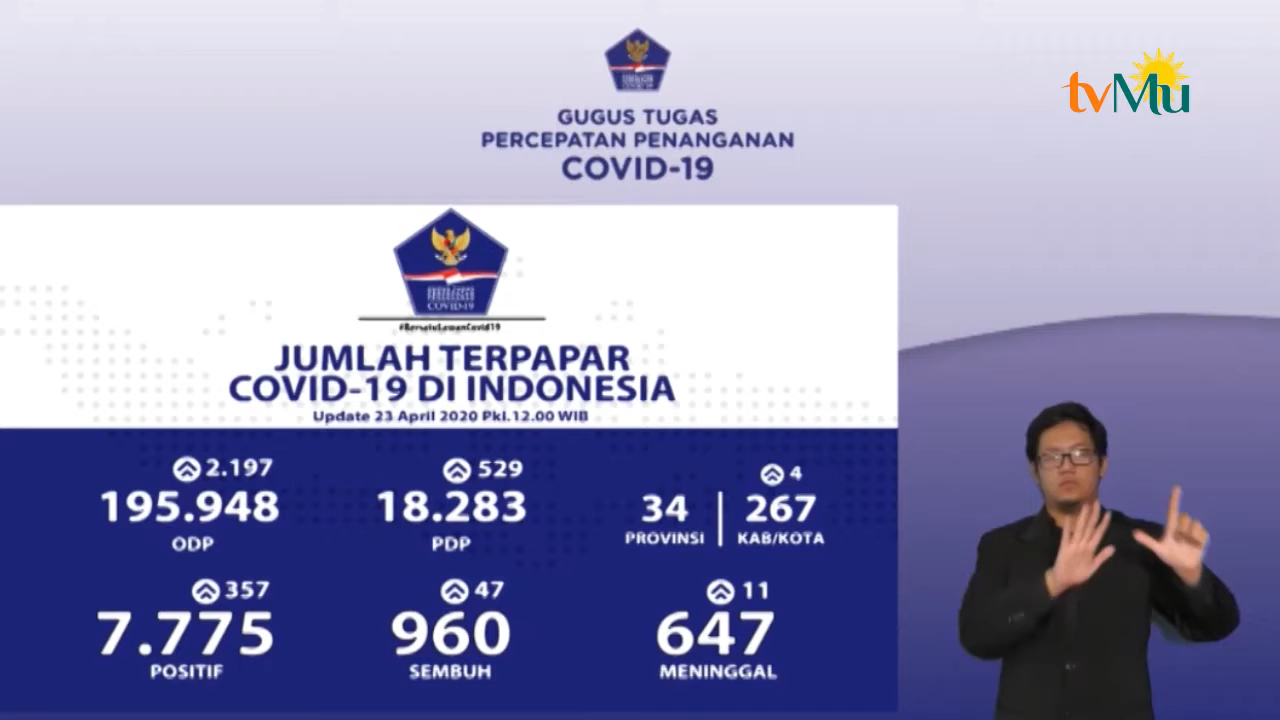 tvMu
GUGUS TUGAS
PERCEPATAN PENANGANAN
COVID-19
COVID-19
#BersatuLawanCovid19
JUMLAH TERPAPAR
COVID-19 DI INDONESIA
Update 23 April 2020 Pkl.12.00 WIB
2.197
195.948
ODP
529
18.283
PDP
34
PROVINSI
4
267
KAB/KOTA
357
7.775
POSITIF
47
960
SEMBUH
11
647
MENINGGAL